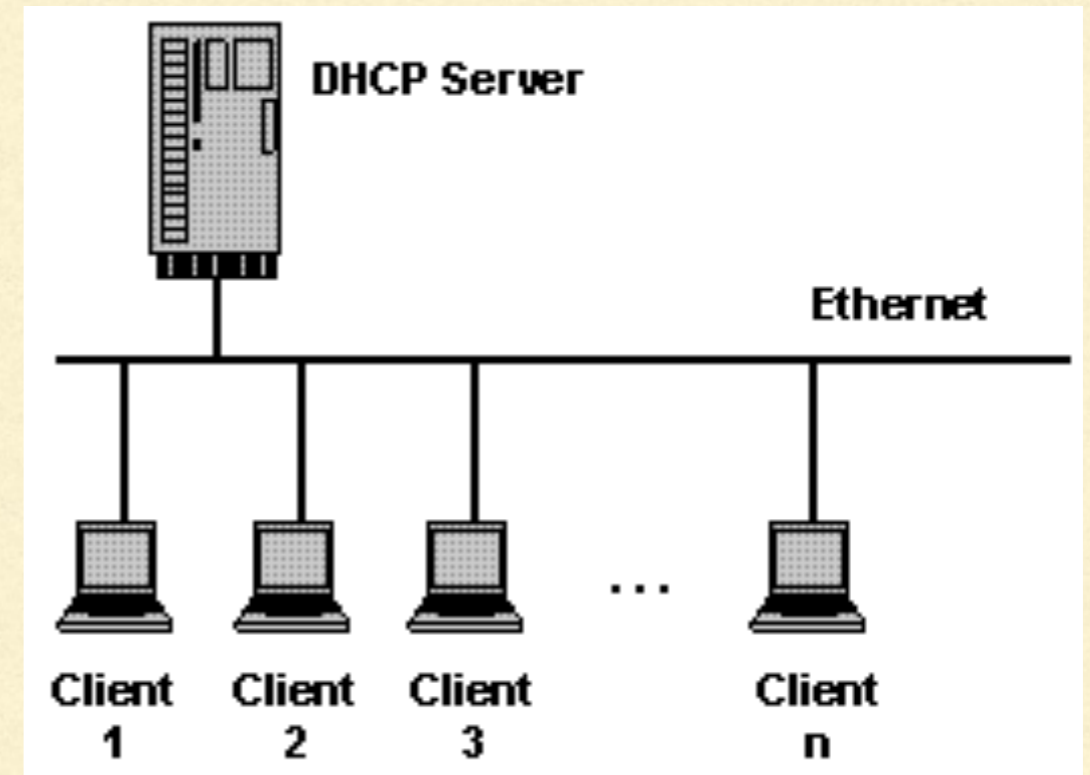 DHCP Server
Ethernet
Client Client Client ... Client
1 2 3 n